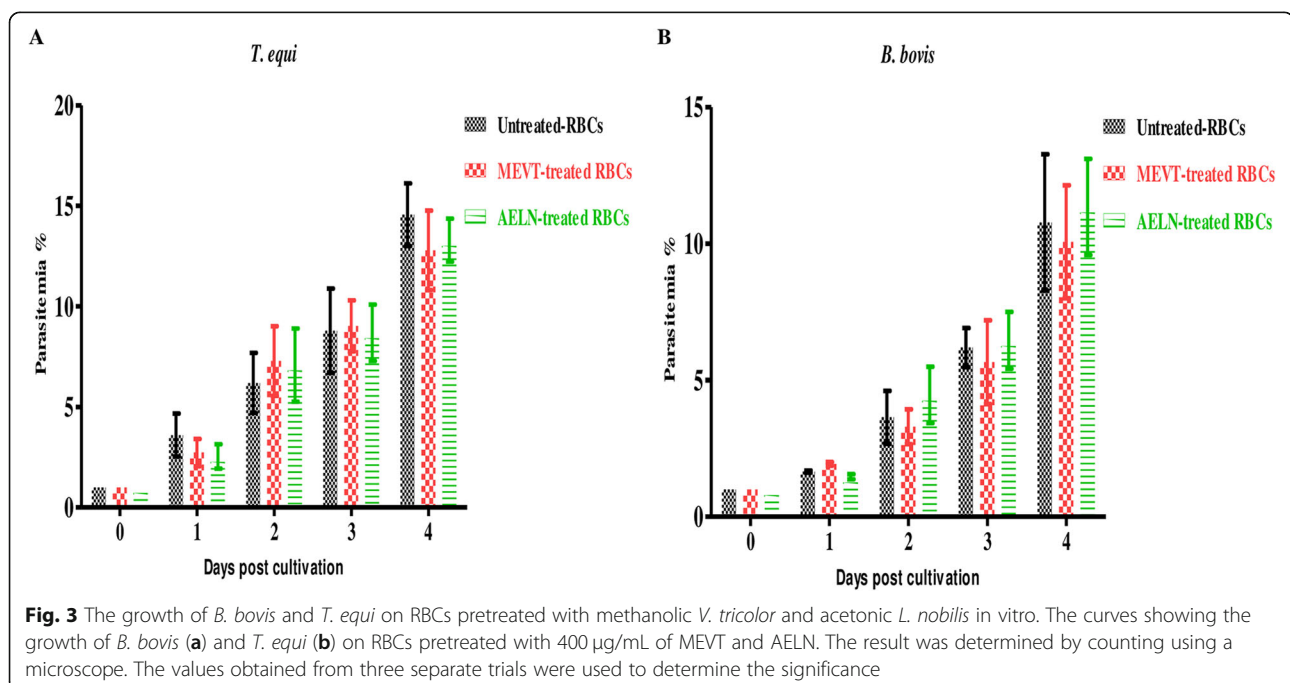 A
T. equi
20
15
10
5
0
Parasitemia %
Untreated-RBCs
MEVT-treated RBCs
AELN-treated RBCs
0 1 2 3 4
Days post cultivation
B
B. bovis
15
10
5
0
Parasitemia %
Untreated-RBCs
MEVT-treated RBCs
AELN-treated RBCs
0 1 2 3 4
Days post cultivation
Fig. 3 The growth of B. bovis and T. equi on RBCs pretreated with methanolic V. tricolor and acetonic L. nobilis in vitro. The curves showing the
growth of B. bovis (a) and T. equi (b) on RBCs pretreated with 400 μg/mL of MEVT and AELN. The result was determined by counting using a
microscope. The values obtained from three separate trials were used to determine the significance